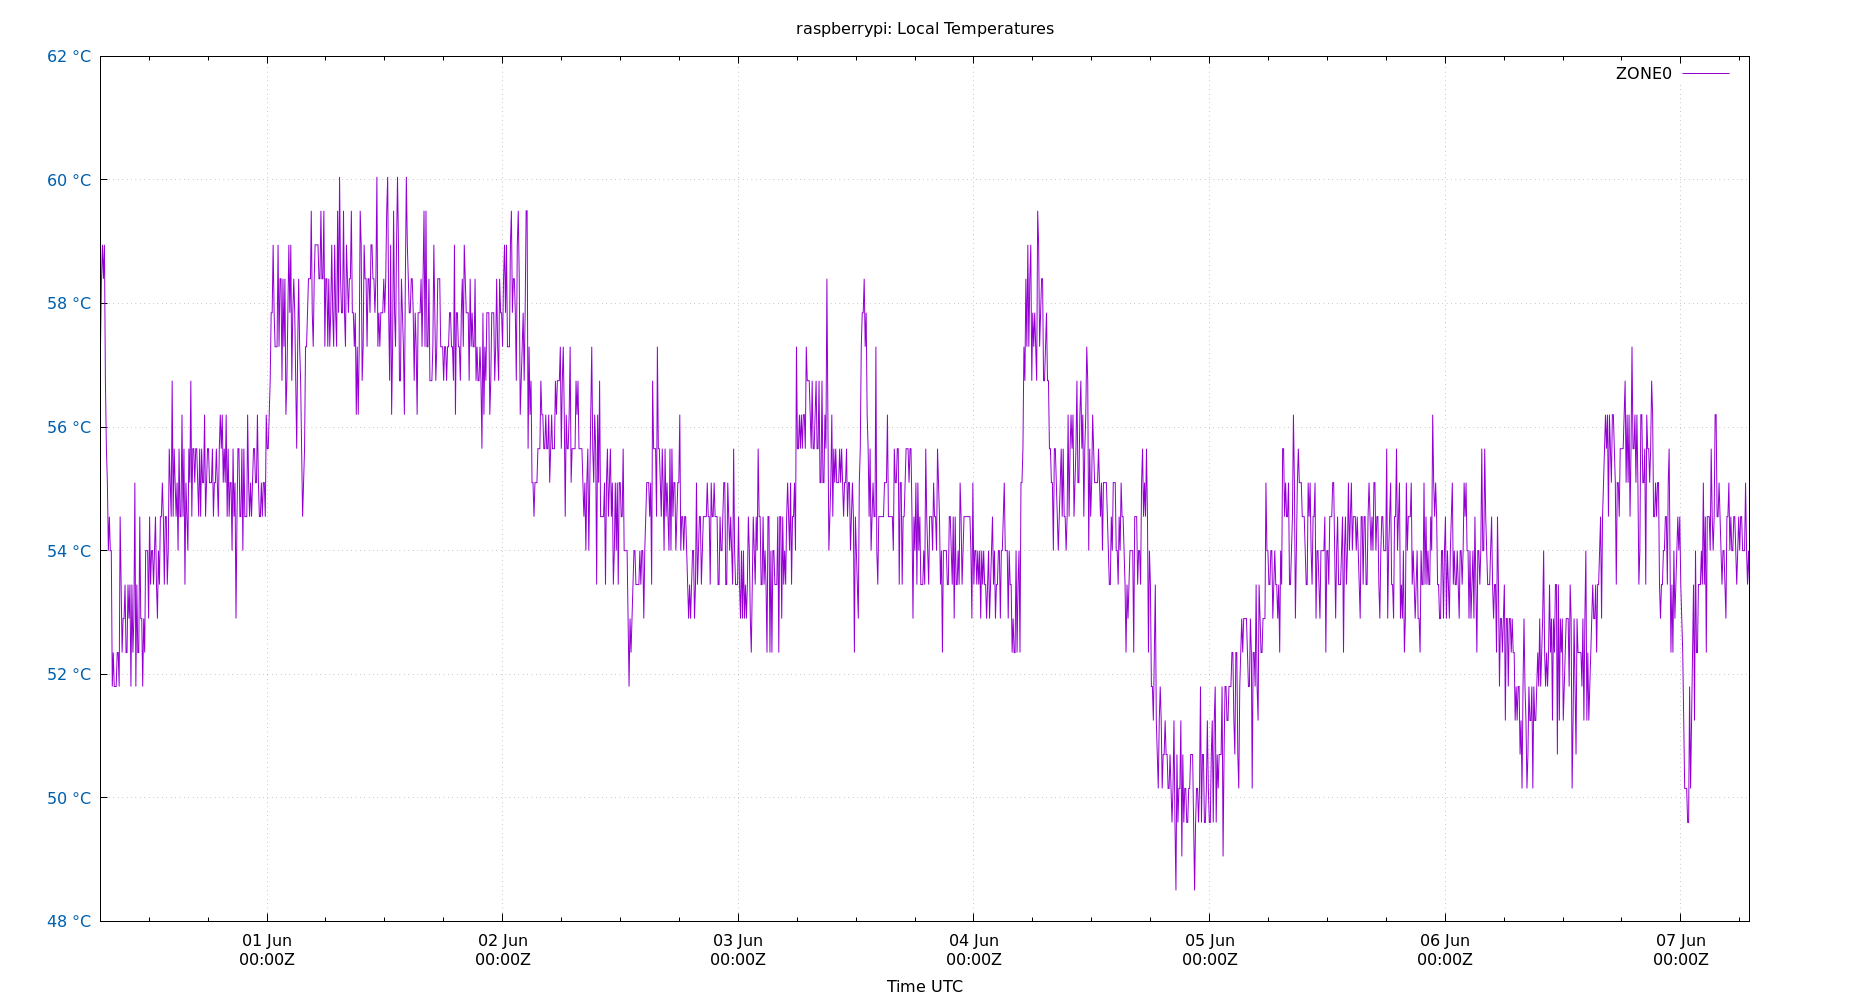 raspberrypi: Local Temperatures
ZONE0
62 °C
60 °C
58 °C
56 °C
54 °C
52 °C
50 °C
48 °C
01 Jun
00:00Z
02 Jun
00:00Z
03 Jun
00:00Z
04 Jun
00:00Z
05 Jun
00:00Z
06 Jun
00:00Z
07 Jun
00:00Z
Time UTC